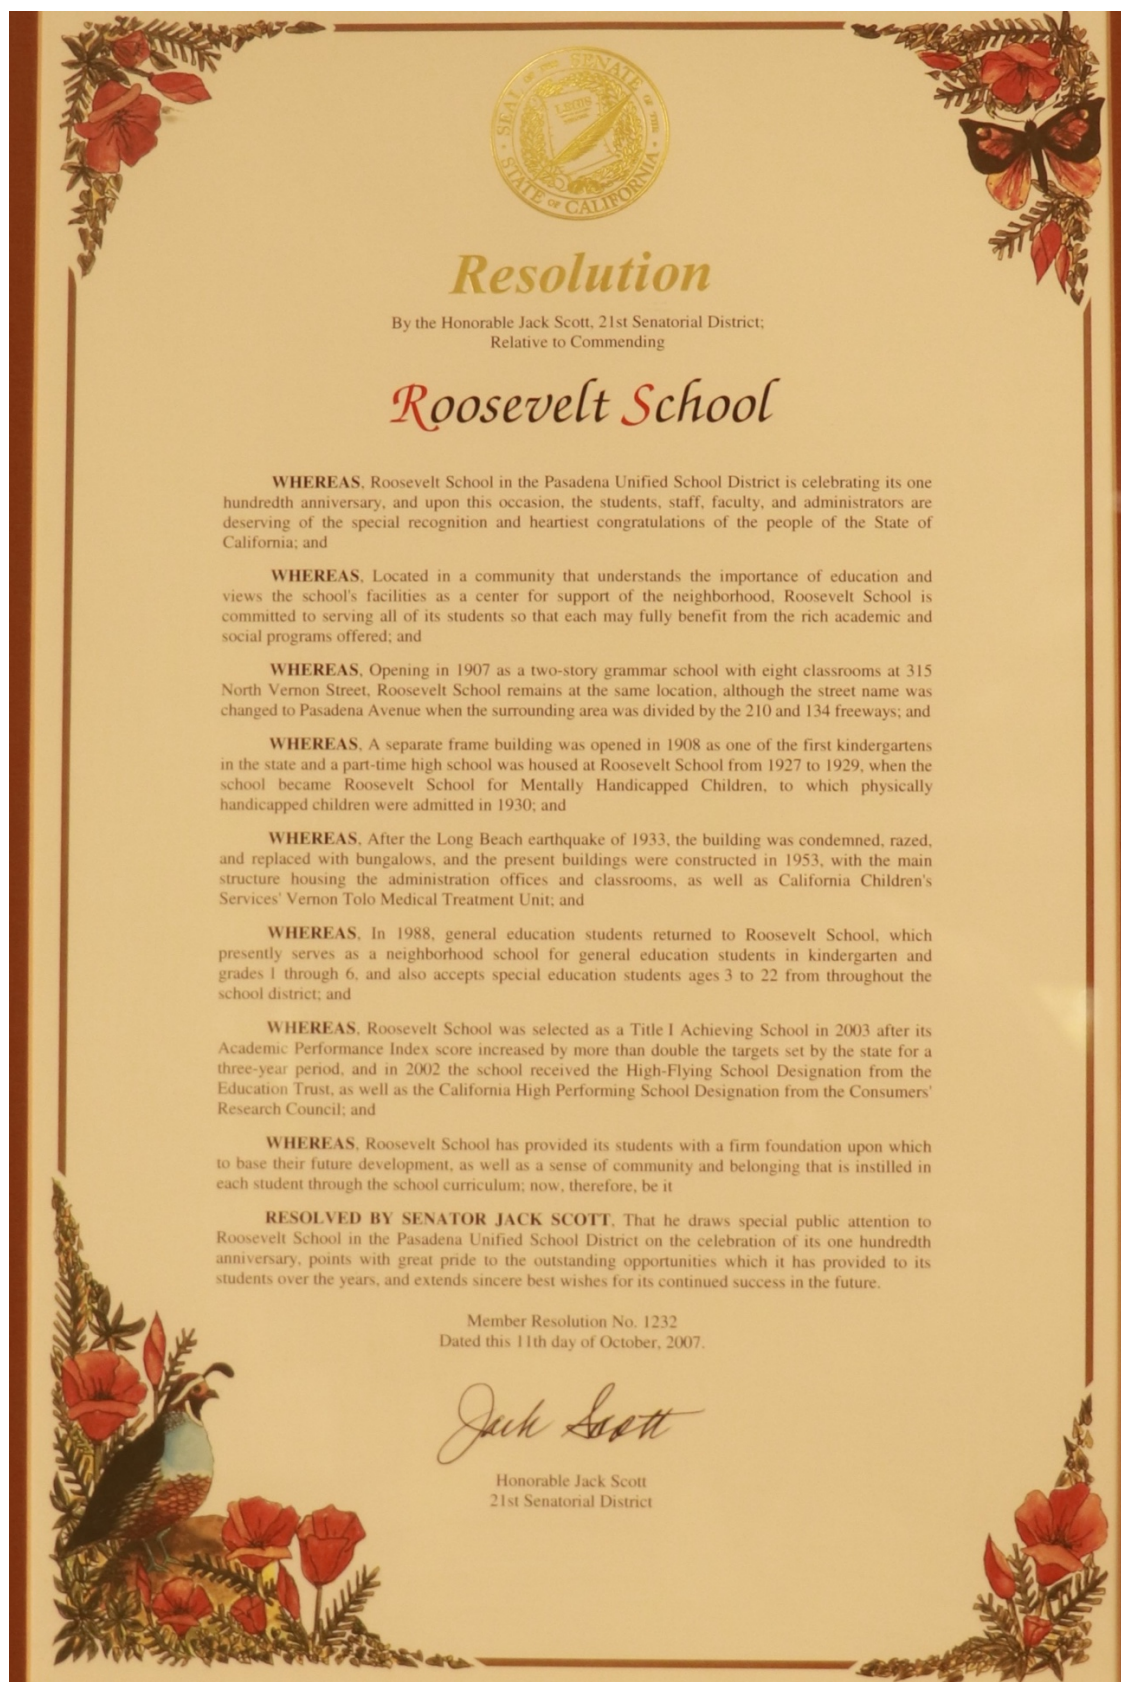 SEAL OF THE SENATE OF THE
STATE OF CALIFORNIA
Resolution
By the Honorable Jack Scott, 21st Senatorial District;
Relative to Commending
Roosevelt School
WHEREAS, Roosevelt School in the Pasadena Unified School District is celebrating its one
hundredth anniversary, and upon this occasion, the students, staff, faculty, and administrators are
deserving of the special recognition and heartiest congratulations of the people of the State of
California; and
WHEREAS, Located in a community that understands the importance of education and
views the school's facilities as a center for support of the neighborhood, Roosevelt School is
committed to serving all of its students so that each may fully benefit from the rich academic and
social programs offered; and
WHEREAS, Opening in 1907 as a two-story grammar school with eight classrooms at 315
North Vernon Street, Roosevelt School remains at the same location, although the street name was
changed to Pasadena Avenue when the surrounding area was divided by the 210 and 134 freeways; and
WHEREAS, A separate frame building was opened in 1908 as one of the first kindergartens
in the state and a part-time high school was housed at Roosevelt School from 1927 to 1929, when the
school became Roosevelt School for Mentally Handicapped Children, to which physically
handicapped children were admitted in 1930; and
WHEREAS, After the Long Beach earthquake of 1933, the building was condemned, razed,
and replaced with bungalows, and the present buildings were constructed in 1953, with the main
structure housing the administration offices and classrooms, as well as California Children's
Services' Vernon Tolo Medical Treatment Unit; and
WHEREAS, In 1988, general education students returned to Roosevelt School, which
presently serves as a neighborhood school for general education students in kindergarten and
grades 1 through 6, and also accepts special education students ages 3 to 22 from throughout the
school district; and
WHEREAS, Roosevelt School was selected as a Title I Achieving School in 2003 after its
Academic Performance Index score increased by more than double the targets set by the state for a
three-year period, and in 2002 the school received the High-Flying School Designation from the
Education Trust, as well as the California High Performing School Designation from the Consumers'
Research Council; and
WHEREAS, Roosevelt School has provided its students with a firm foundation upon which
to base their future development, as well as a sense of community and belonging that is instilled in
each student through the school curriculum; now, therefore, be it
RESOLVED BY SENATOR JACK SCOTT, That he draws special public attention to
Roosevelt School in the Pasadena Unified School District on the celebration of its one hundredth
anniversary, points with great pride to the outstanding opportunities which it has provided to its
students over the years, and extends sincere best wishes for its continued success in the future.
Member Resolution No. 1232
Dated this 11th day of October, 2007.
Jack Scott
Honorable Jack Scott
21st Senatorial District